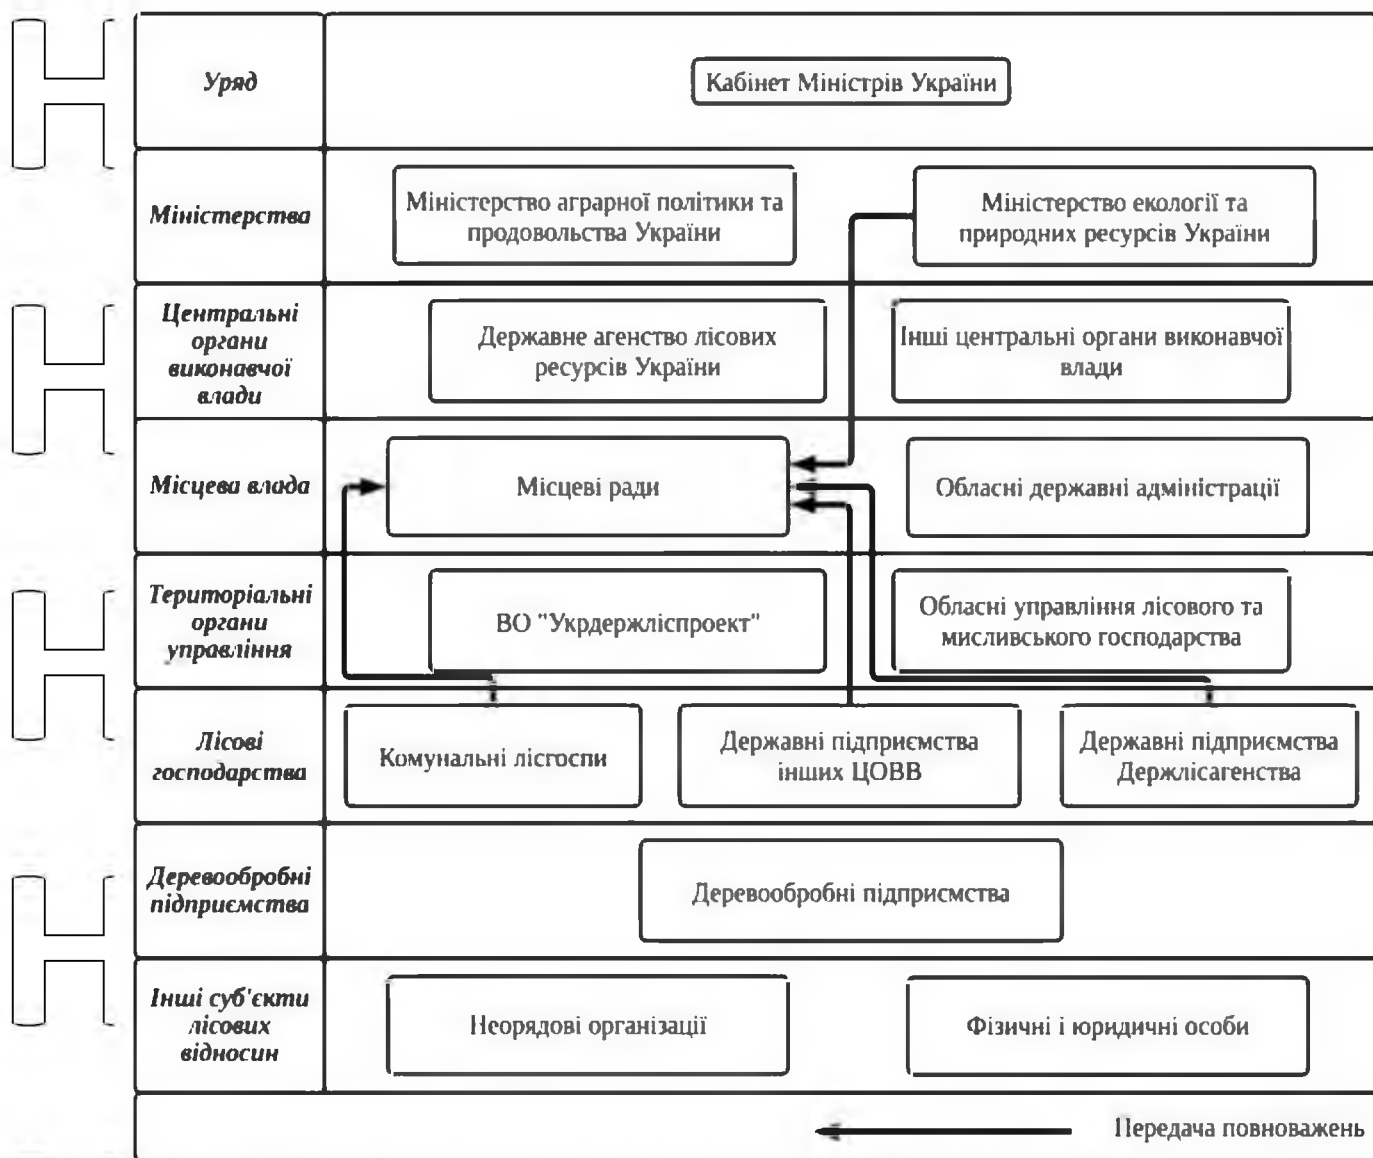 Уряд
Кабінет Міністрів України
Міністерства
Міністерство аграрної політики та
продовольства України
Міністерство екології та
природних ресурсів України
Центральні
органи
виконавчої
влади
Державне агенство лісових
ресурсів України
Інші центральні органи виконавчої
влади
Місцева влада
Місцеві ради
Обласні державні адміністрації
Територіальні
органи
управління
ВО "Укрдержліспроект"
Обласні управління лісового та
мисливського господарства
Лісові
господарства
Комунальні лісгоспи
Державні підприємства
інших ЦОВВ
Державні підприємства
Держлісагенства
Деревообробні
підприємства
Деревообробні підприємства
Інші суб'єкти
лісових
відносин
Неорядові організації
Фізичні і юридичні особи
Передача повноважень